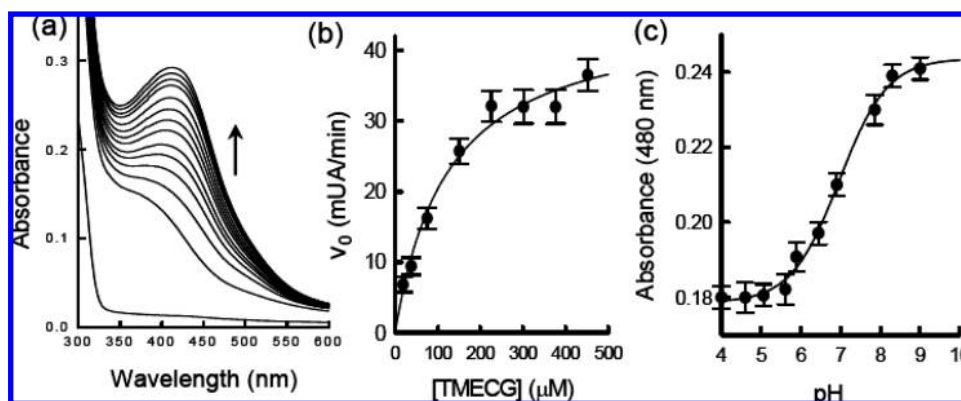 (a)
0.3
0.2
0.1
0.0
Absorbance
300 350 400 450 500 550 600
Wavelength (nm)
(b)
40
30
20
10
0
v₀ (mUA/min)
0 100 200 300 400 500
[TMECG] (μM)
(c)
0.24
0.22
0.20
0.18
Absorbance (480 nm)
4 5 6 7 8 9 10
pH